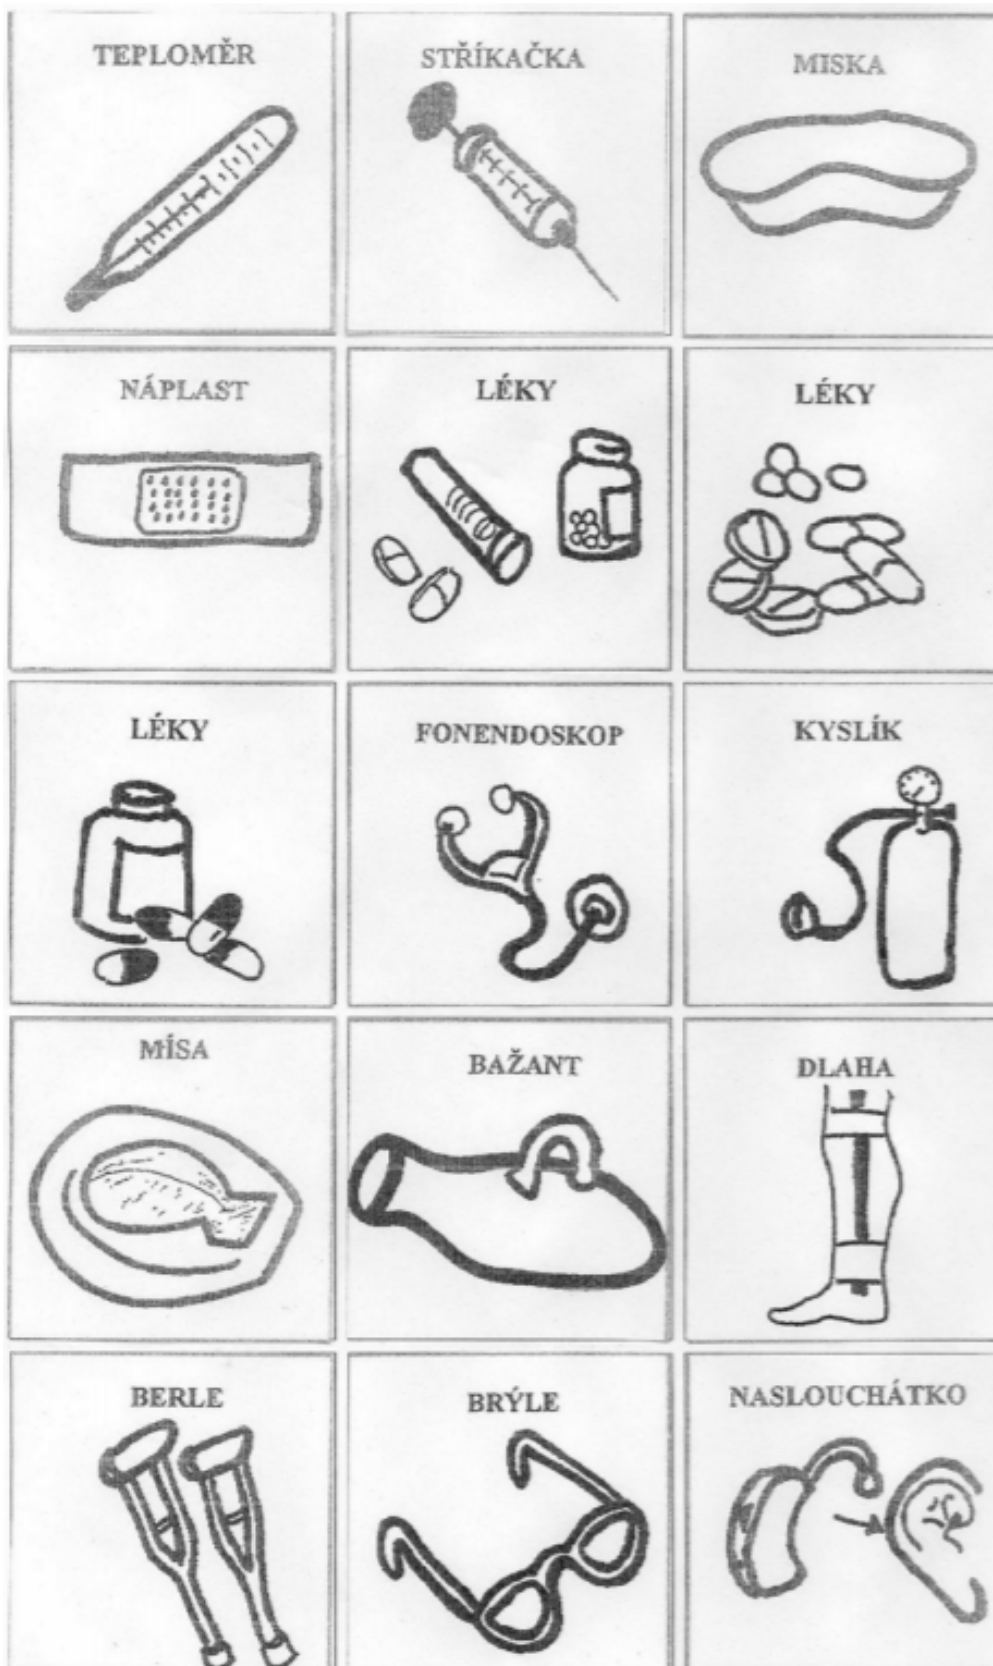 TEPLOMĚR
STŘÍKAČKA
MISKA
NÁPLAST
LÉKY
LÉKY
LÉKY
FONENDOSKOP
KYSLÍK
MÍSA
BAŽANT
DLAHA
BERLE
BRÝLE
NASLOUCHÁTKO